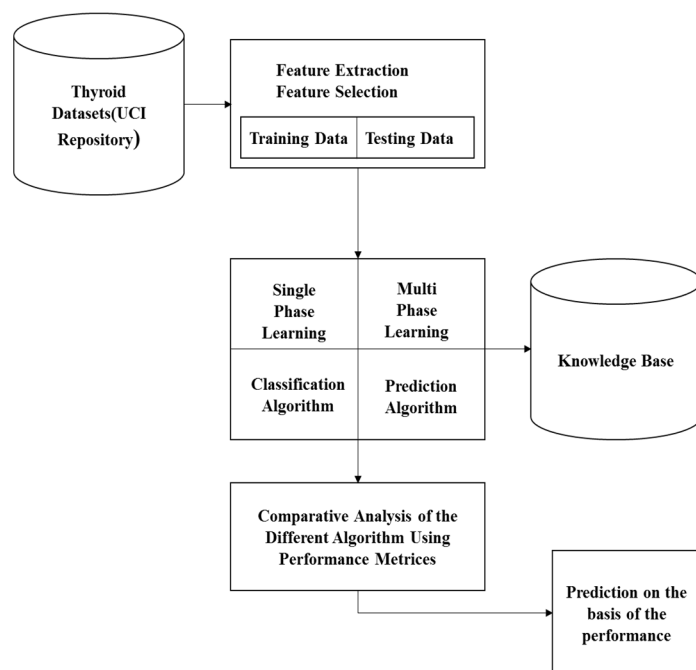 Thyroid
Datasets(UCI
Repository)
Feature Extraction
Feature Selection
Training Data
Testing Data
Single
Phase
Learning
Multi
Phase
Learning
Classification
Algorithm
Prediction
Algorithm
Knowledge Base
Comparative Analysis of the
Different Algorithm Using
Performance Metrices
Prediction on the
basis of the
performance